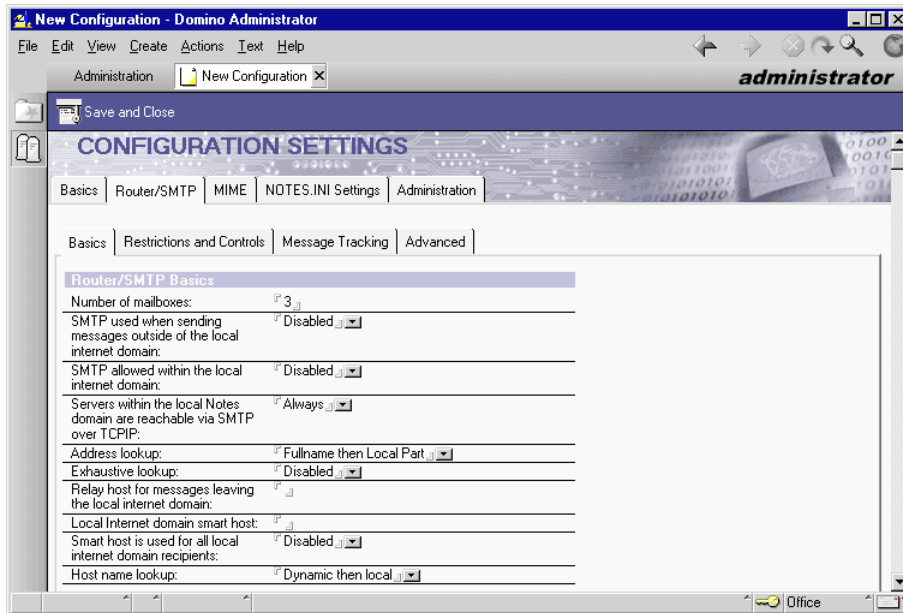 New Configuration - Domino Administrator
File Edit View Create Actions Text Help
Administration New Configuration
administrator
Save and Close
CONFIGURATION SETTINGS
Basics Router/SMTP MIME NOTES.INI Settings Administration
Basics Restrictions and Controls Message Tracking Advanced
Router/SMTP Basics
Number of mailboxes: 3
SMTP used when sending Disabled
messages outside of the local
internet domain:
SMTP allowed within the local Disabled
internet domain:
Servers within the local Notes Always
domain are reachable via SMTP
over TCPIP:
Address lookup: Fullname then Local Part
Exhaustive lookup: Disabled
Relay host for messages leaving
the local internet domain:
Local Internet domain smart host:
Smart host is used for all local Disabled
internet domain recipients:
Host name lookup: Dynamic then local
Office